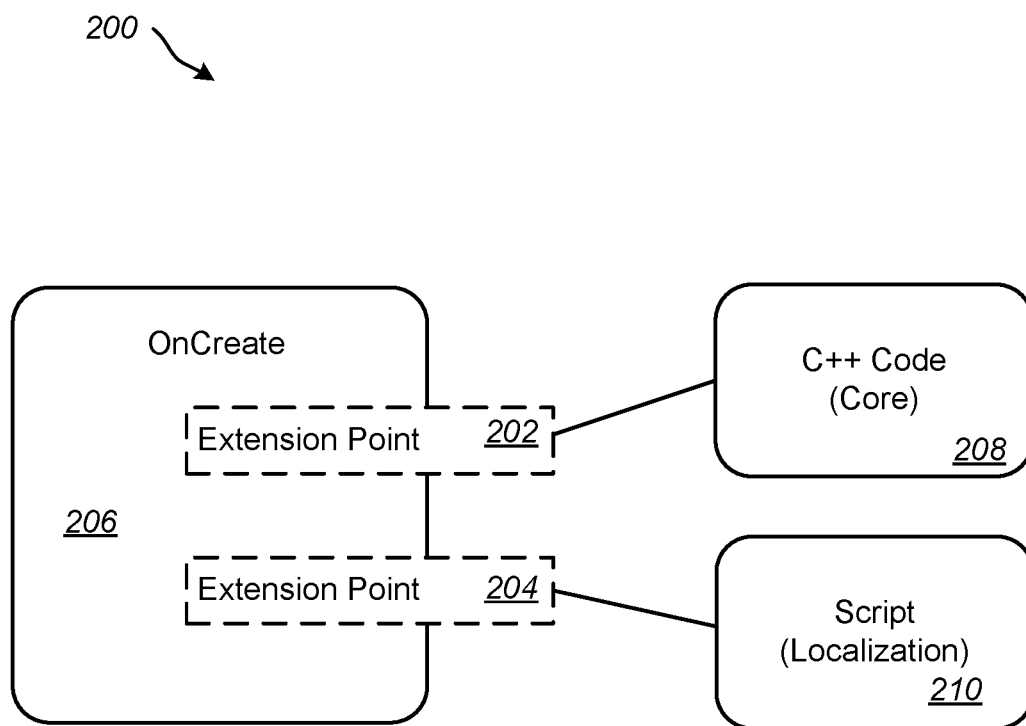 200
OnCreate
Extension Point 202
206
Extension Point 204
C++ Code
(Core)
208
Script
(Localization)
210